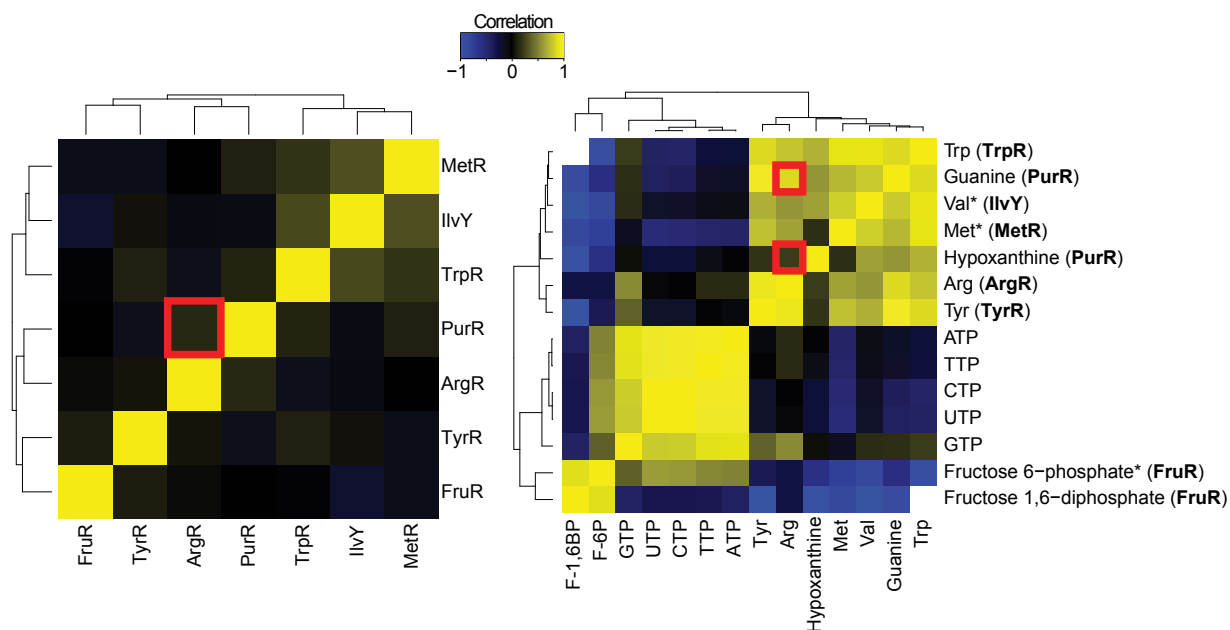 Correlation
−1 0 1
MetR
IlvY
TrpR
PurR
ArgR
TyrR
FruR
FruR
TyrR
ArgR
PurR
TrpR
IlvY
MetR
Trp (TrpR)
Guanine (PurR)
Val* (IlvY)
Met* (MetR)
Hypoxanthine (PurR)
Arg (ArgR)
Tyr (TyrR)
ATP
TTP
CTP
UTP
GTP
Fructose 6−phosphate* (FruR)
Fructose 1,6−diphosphate (FruR)
F-1,6BP
F-6P
GTP
UTP
CTP
TTP
ATP
Tyr
Arg
Hypoxanthine
Met
Val
Guanine
Trp